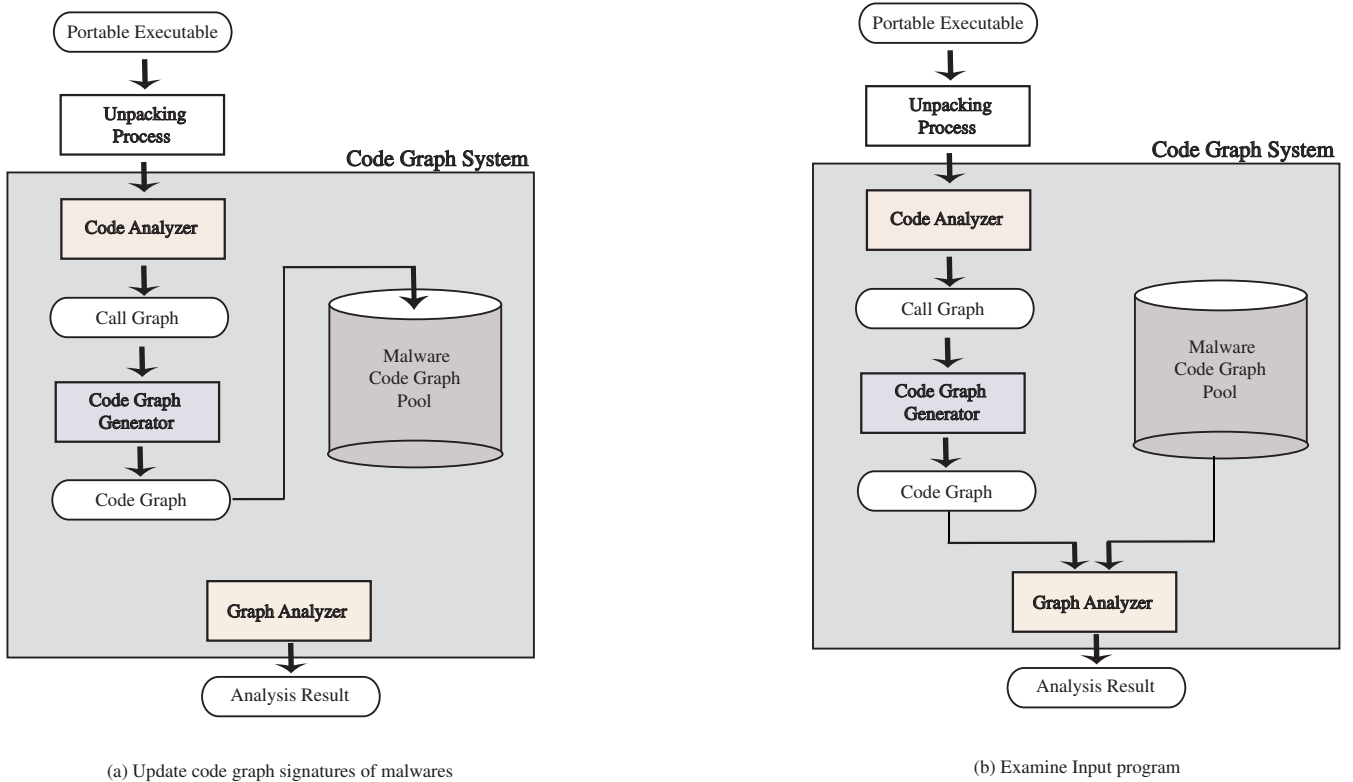 Portable Executable
Unpacking
Process
Code Graph System
Code Analyzer
Call Graph
Malware
Code Graph
Pool
Code Graph
Generator
Code Graph
Graph Analyzer
Analysis Result
(a) Update code graph signatures of malwares
Portable Executable
Unpacking
Process
Code Graph System
Code Analyzer
Call Graph
Malware
Code Graph
Pool
Code Graph
Generator
Code Graph
Graph Analyzer
Analysis Result
(b) Examine Input program